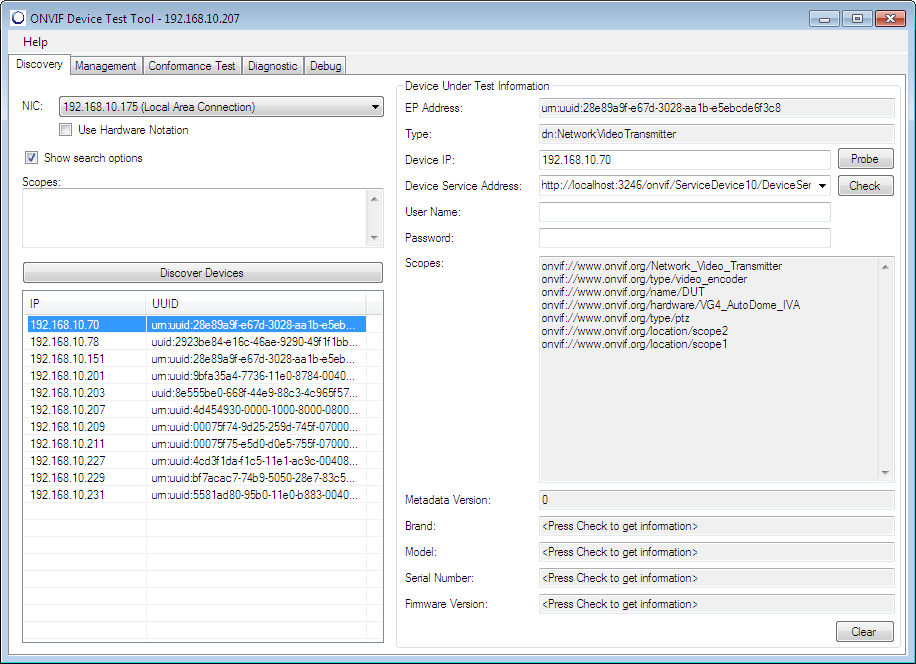 ONVIF Device Test Tool - 192.168.10.207
Help
Discovery Management Conformance Test Diagnostic Debug
NIC: 192.168.10.175 (Local Area Connection)
Use Hardware Notation
Show search options
Scopes:
Discover Devices
IP UUID
192.168.10.70 urn:uuid:28e89a9f-e67d-3028-aa1b-e5eb...
192.168.10.78 uuid:2923be84-e16c-46ae-9290-49f1f1bb...
192.168.10.151 urn:uuid:28e89a9f-e67d-3028-aa1b-e5eb...
192.168.10.201 urn:uuid:9bfa35a4-7736-11e0-8784-0040...
192.168.10.203 uuid:8e555be0-668f-44e9-88c3-4c965f57...
192.168.10.207 urn:uuid:4d454930-0000-1000-8000-0800...
192.168.10.209 urn:uuid:00075f74-9d25-259d-745f-07000...
192.168.10.211 urn:uuid:00075f75-e5d0-d0e5-755f-07000...
192.168.10.227 urn:uuid:4cd3f1da-f1c5-11e1-ac9c-00408...
192.168.10.229 urn:uuid:bf7acac7-74b9-5050-28e7-83c5...
192.168.10.231 urn:uuid:5581ad80-95b0-11e0-b883-0040...
Device Under Test Information
EP Address: urn:uuid:28e89a9f-e67d-3028-aa1b-e5ebcde6f3c8
Type: dn:NetworkVideoTransmitter
Device IP: 192.168.10.70 Probe
Device Service Address: http://localhost:3246/onvif/ServiceDevice10/DeviceSer Check
User Name:
Password:
Scopes: onvif://www.onvif.org/Network_Video_Transmitter
onvif://www.onvif.org/type/video_encoder
onvif://www.onvif.org/name/DUT
onvif://www.onvif.org/hardware/VG4_AutoDome_IVA
onvif://www.onvif.org/type/ptz
onvif://www.onvif.org/location/scope2
onvif://www.onvif.org/location/scope1
Metadata Version: 0
Brand: <Press Check to get information>
Model: <Press Check to get information>
Serial Number: <Press Check to get information>
Firmware Version: <Press Check to get information>
Clear